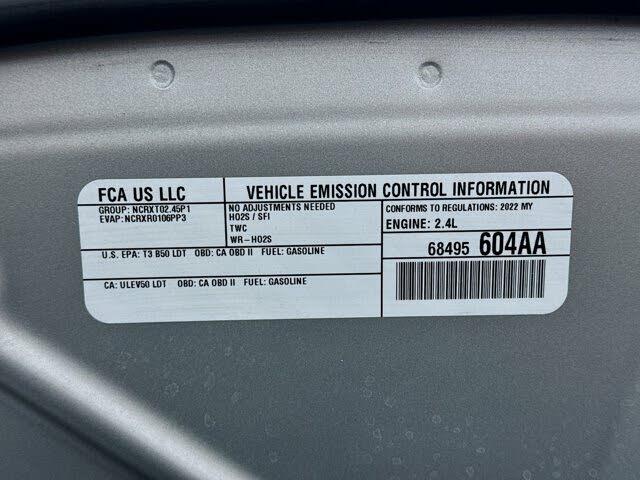 FCA US LLC
VEHICLE EMISSION CONTROL INFORMATION
GROUP: NCRXT02.45P1
EVAP: NCRXR0106PP3
NO ADJUSTMENTS NEEDED
HO2S / SFI
TWC
WR-HO2S
CONFORMS TO REGULATIONS: 2022 MY
ENGINE: 2.4L
U.S. EPA: T3 B50 LDT OBD: CA OBD II FUEL: GASOLINE
CA: ULEV50 LDT OBD: CA OBD II FUEL: GASOLINE
68495 604AA